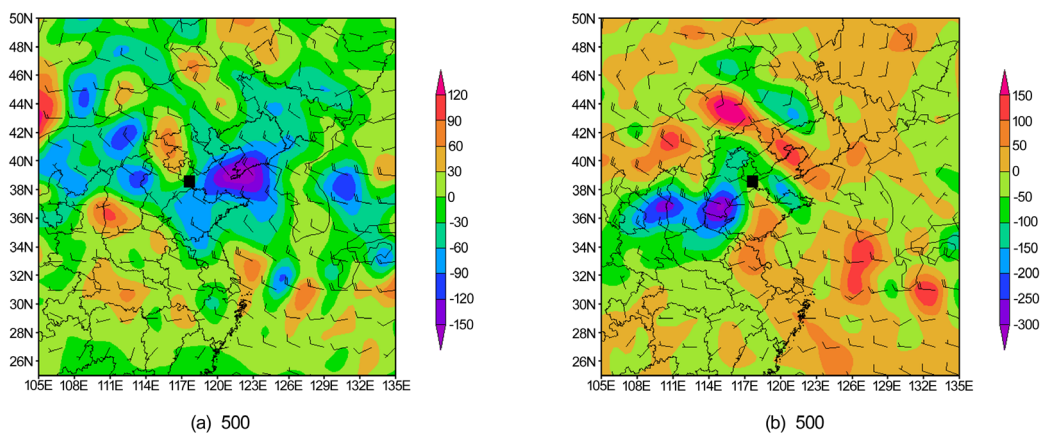 50N
48N
46N
44N
42N
40N
38N
36N
34N
32N
30N
28N
26N
105E 108E 111E 114E 117E 120E 123E 126E 129E 132E 135E
120
90
60
30
0
-30
-60
-90
-120
-150
(a) 500
50N
48N
46N
44N
42N
40N
38N
36N
34N
32N
30N
28N
26N
105E 108E 111E 114E 117E 120E 123E 126E 129E 132E 135E
150
100
50
0
-50
-100
-150
-200
-250
-300
(b) 500